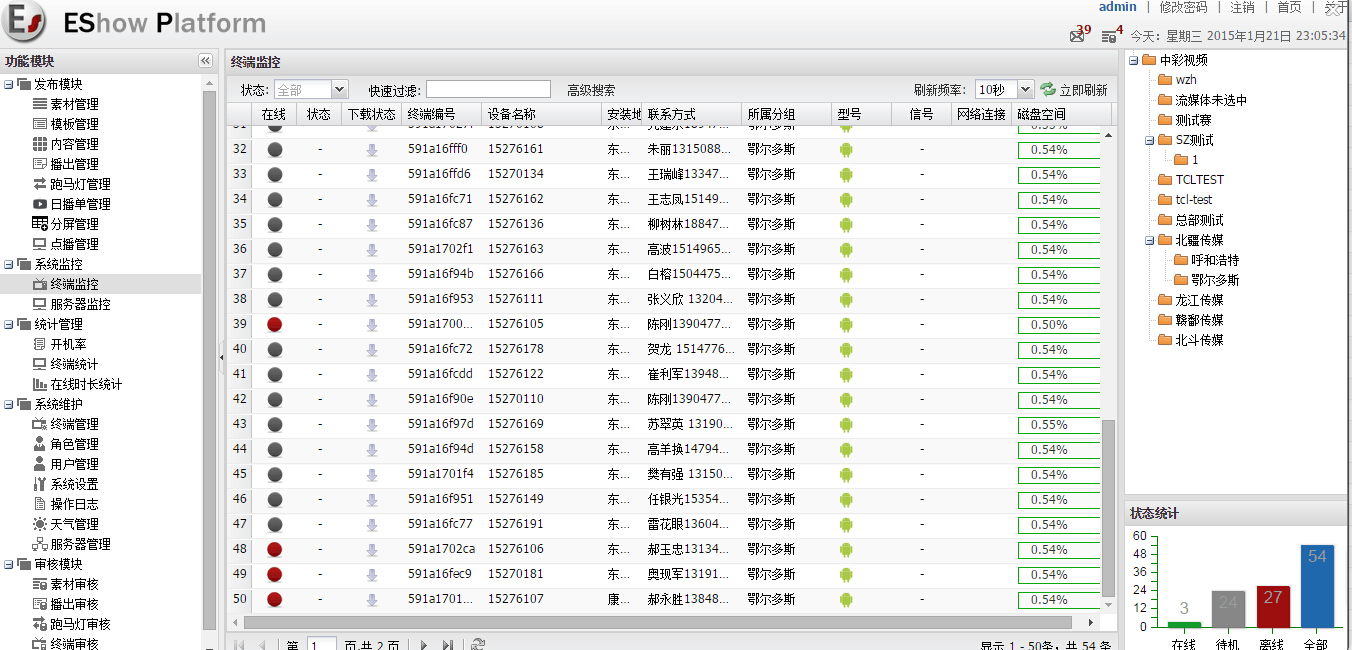 EShow Platform
admin | 修改密码 | 注销 | 首页 | 关于
39 4 今天：星期三 2015年1月21日 23:05:34
功能模块
发布模块
素材管理
模板管理
内容管理
播出管理
跑马灯管理
日播单管理
分屏管理
点播管理
系统监控
终端监控
服务器监控
统计管理
开机率
终端统计
在线时长统计
系统维护
终端管理
角色管理
用户管理
系统设置
操作日志
天气管理
服务器管理
审核模块
素材审核
播出审核
跑马灯审核
终端审核
终端监控
状态: 全部 快速过滤: 高级搜索 刷新频率: 10秒 立即刷新
在线 状态 下载状态 终端编号 设备名称 安装地 联系方式 所属分组 型号 信号 网络连接 磁盘空间
32 - 591a16fff0 15276161 东... 朱丽1315088... 鄂尔多斯 - 0.54%
33 - 591a16ffd6 15270134 东... 王瑞峰13347... 鄂尔多斯 - 0.54%
34 - 591a16fc71 15276162 东... 王志凤15149... 鄂尔多斯 - 0.54%
35 - 591a16fc87 15276136 东... 柳树林18847... 鄂尔多斯 - 0.54%
36 - 591a1702f1 15276163 东... 高波1514965... 鄂尔多斯 - 0.54%
37 - 591a16f94b 15276166 东... 白榕1504475... 鄂尔多斯 - 0.54%
38 - 591a16f953 15276111 东... 张义欣 13204... 鄂尔多斯 - 0.54%
39 - 591a1700... 15276105 东... 陈刚1390477... 鄂尔多斯 - 0.50%
40 - 591a16fc72 15276178 东... 贺龙 1514776... 鄂尔多斯 - 0.54%
41 - 591a16fcdd 15276122 东... 崔利军13948... 鄂尔多斯 - 0.54%
42 - 591a16f90e 15270110 东... 陈刚1390477... 鄂尔多斯 - 0.54%
43 - 591a16f97d 15276169 东... 苏翠英 13190... 鄂尔多斯 - 0.55%
44 - 591a16f94d 15276158 东... 高羊换14794... 鄂尔多斯 - 0.54%
45 - 591a1701f4 15276185 东... 樊有强 13150... 鄂尔多斯 - 0.54%
46 - 591a16f951 15276149 东... 任银光15354... 鄂尔多斯 - 0.54%
47 - 591a16fc77 15276191 东... 雷花眼13604... 鄂尔多斯 - 0.54%
48 - 591a1702ca 15276106 东... 郝玉忠13134... 鄂尔多斯 - 0.54%
49 - 591a16fec9 15270181 东... 奥现军13191... 鄂尔多斯 - 0.54%
50 - 591a1701... 15276107 康... 郝永胜13848... 鄂尔多斯 - 0.54%
第 1 页,共 2 页 显示 1 - 50条，共 54 条
中彩视频
wzh
流媒体未选中
测试赛
SZ测试
1
TCLTEST
tcl-test
总部测试
北疆传媒
呼和浩特
鄂尔多斯
龙江传媒
赣鄱传媒
北斗传媒
状态统计
60
48
36
24
12
0
3 24 27 54
在线 待机 离线 全部